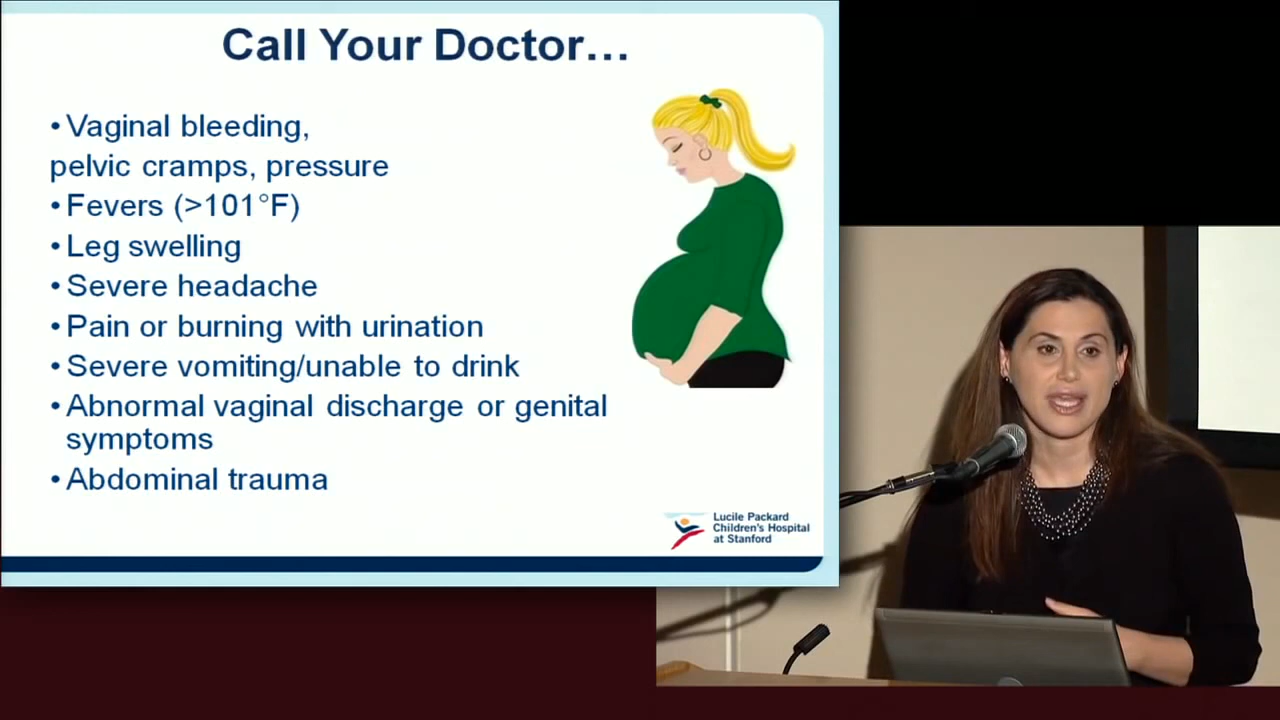 Call Your Doctor…
•Vaginal bleeding,
pelvic cramps, pressure
•Fevers (>101°F)
•Leg swelling
•Severe headache
•Pain or burning with urination
•Severe vomiting/unable to drink
•Abnormal vaginal discharge or genital
symptoms
•Abdominal trauma
Lucile Packard
Children's Hospital
at Stanford